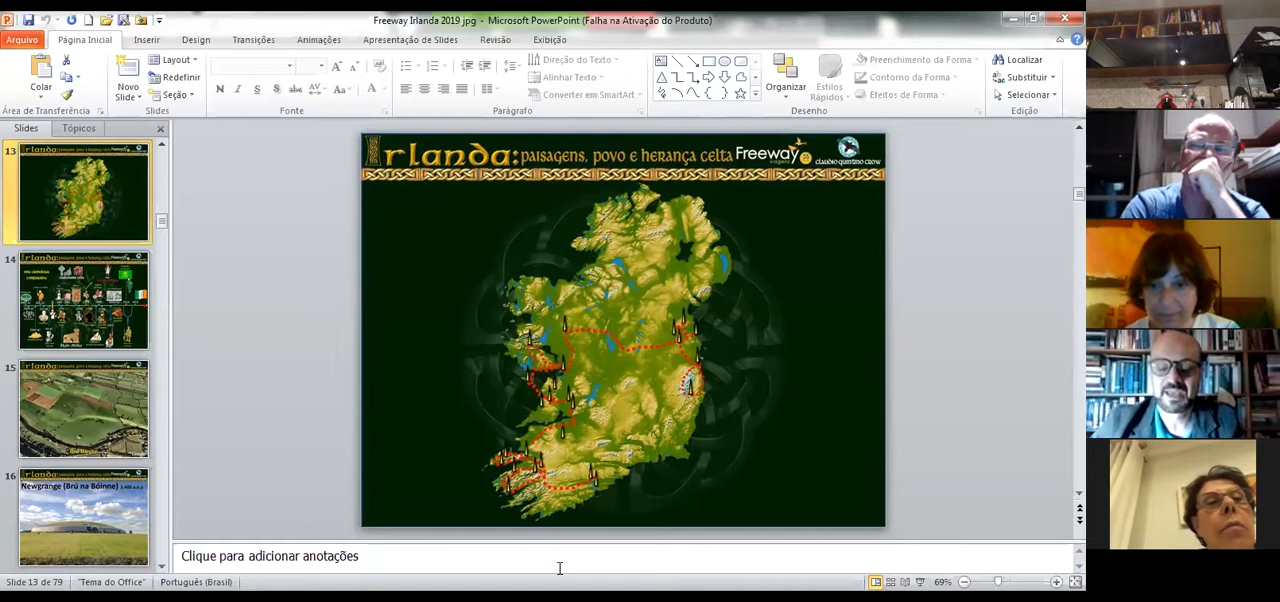 Freeway Irlanda 2019 jpg - Microsoft PowerPoint (Falha na Ativação do Produto)
Arquivo Página Inicial Inserir Design Transições Animações Apresentação de Slides Revisão Exibição
Colar
Novo Slide
Layout
Redefinir
Seção
Direção do Texto
Alinhar Texto
Converter em SmartArt
Organizar
Estilos Rápidos
Preenchimento da Forma
Contorno da Forma
Efeitos de Forma
Localizar
Substituir
Selecionar
Área de Transferência Slides Fonte Parágrafo Desenho Edição
Slides Tópicos
13
14
15
16
Newgrange (Brú na Bóinne)
Irlanda: paisagens, povo e herança celta Freeway viagens 35 claudio quintino crow
Clique para adicionar anotações
Slide 13 de 79 "Tema do Office" Português (Brasil) 69%